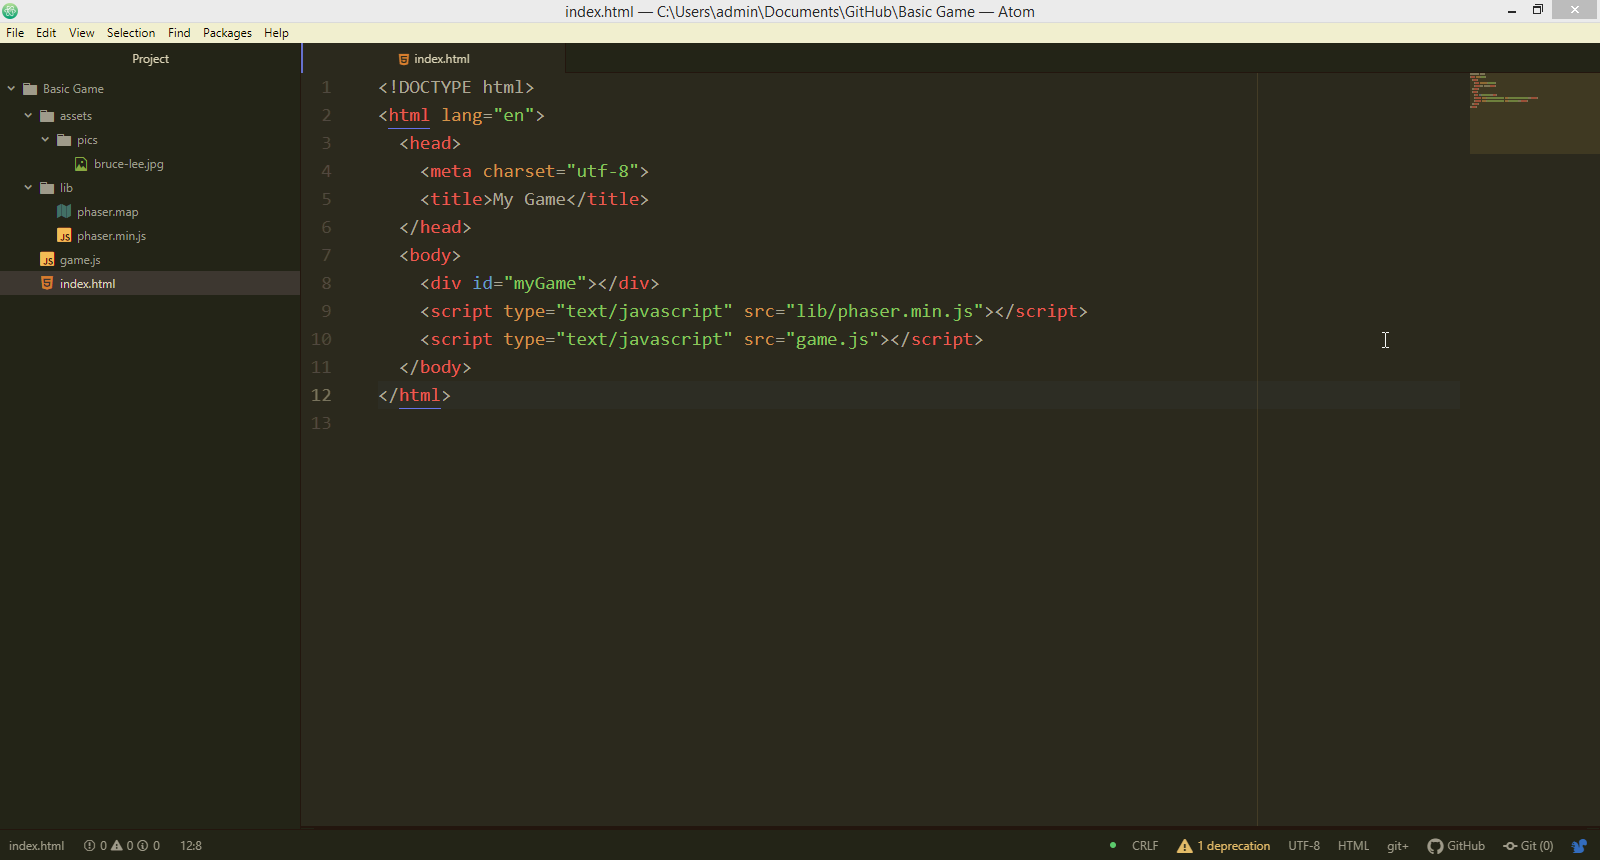 index.html — C:\Users\admin\Documents\GitHub\Basic Game — Atom
File Edit View Selection Find Packages Help
Project
index.html
Basic Game
assets
pics
bruce-lee.jpg
lib
phaser.map
JS phaser.min.js
JS game.js
index.html
1 <!DOCTYPE html>
2 <html lang="en">
3 <head>
4 <meta charset="utf-8">
5 <title>My Game</title>
6 </head>
7 <body>
8 <div id="myGame"></div>
9 <script type="text/javascript" src="lib/phaser.min.js"></script>
10 <script type="text/javascript" src="game.js"></script>
11 </body>
12 </html>
13
index.html 0 0 0 12:8 CRLF 1 deprecation UTF-8 HTML git+ GitHub Git (0)